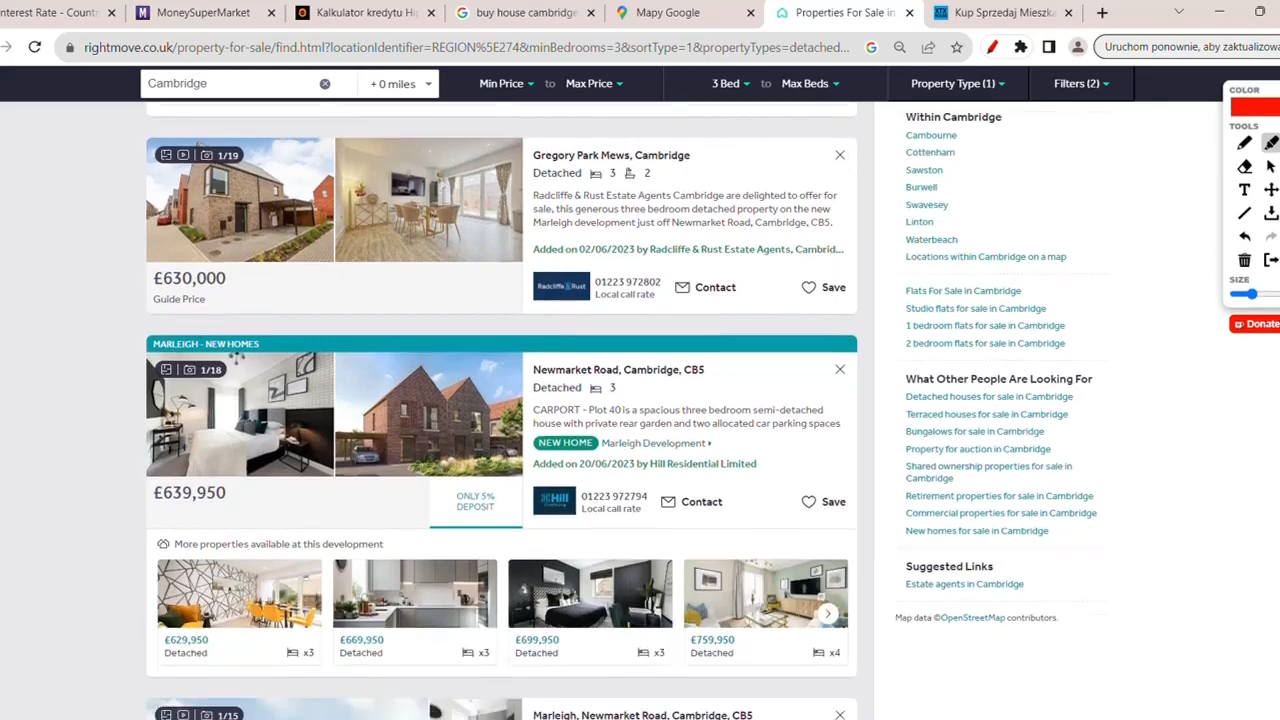 nterest Rate - Count
MoneySuperMarket
Kalkulator kredytu Hip
buy house cambridge
Mapy Google
Properties For Sale in
Kup Sprzedaj Mieszka
rightmove.co.uk/property-for-sale/find.html?locationIdentifier=REGION%5E274&minBedrooms=3&sortType=1&propertyTypes=detached...
Uruchom ponownie, aby zaktualizowa
Cambridge
+ 0 miles
Min Price to Max Price
3 Bed to Max Beds
Property Type (1)
Filters (2)
COLOR
TOOLS
SIZE
Donate
1/19
Gregory Park Mews, Cambridge
Detached 3 2
Radcliffe & Rust Estate Agents Cambridge are delighted to offer for
sale, this generous three bedroom detached property on the new
Marleigh development just off Newmarket Road, Cambridge, CB5.
Added on 02/06/2023 by Radcliffe & Rust Estate Agents, Cambrid...
£630,000
Guide Price
Radcliffe & Rust
01223 972802
Local call rate
Contact
Save
MARLEIGH - NEW HOMES
1/18
Newmarket Road, Cambridge, CB5
Detached 3
CARPORT - Plot 40 is a spacious three bedroom semi-detached
house with private rear garden and two allocated car parking spaces
NEW HOME Marleigh Development
Added on 20/06/2023 by Hill Residential Limited
£639,950
ONLY 5%
DEPOSIT
Hill
01223 972794
Local call rate
Contact
Save
More properties available at this development
£629,950
Detached x3
£669,950
Detached x3
£699,950
Detached x3
£759,950
Detached x4
1/15
Marleigh, Newmarket Road, Cambridge, CB5
Within Cambridge
Cambourne
Cottenham
Sawston
Burwell
Swavesey
Linton
Waterbeach
Locations within Cambridge on a map
Flats For Sale in Cambridge
Studio flats for sale in Cambridge
1 bedroom flats for sale in Cambridge
2 bedroom flats for sale in Cambridge
What Other People Are Looking For
Detached houses for sale in Cambridge
Terraced houses for sale in Cambridge
Bungalows for sale in Cambridge
Property for auction in Cambridge
Shared ownership properties for sale in
Cambridge
Retirement properties for sale in Cambridge
Commercial properties for sale in Cambridge
New homes for sale in Cambridge
Suggested Links
Estate agents in Cambridge
Map data ©OpenStreetMap contributors.